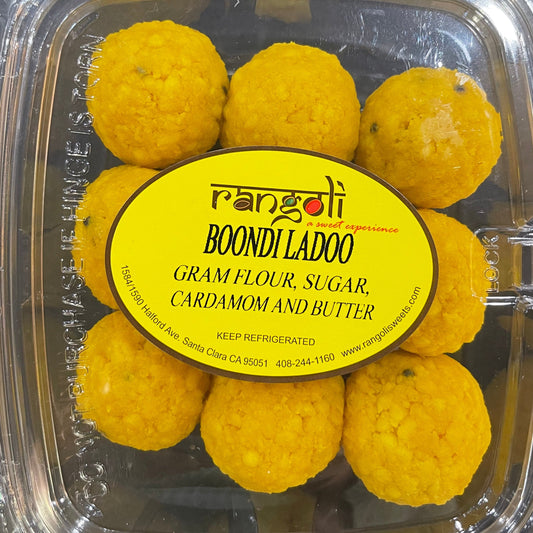 rangoli
a sweet experience
BOONDI LADOO
GRAM FLOUR, SUGAR,
CARDAMOM AND BUTTER
KEEP REFRIGERATED
1584/1590 Halford Ave. Santa Clara CA 95051 408-244-1160 www.rangolisweets.com
DO NOT PURCHASE IF HINGE IS TORN
LOCK